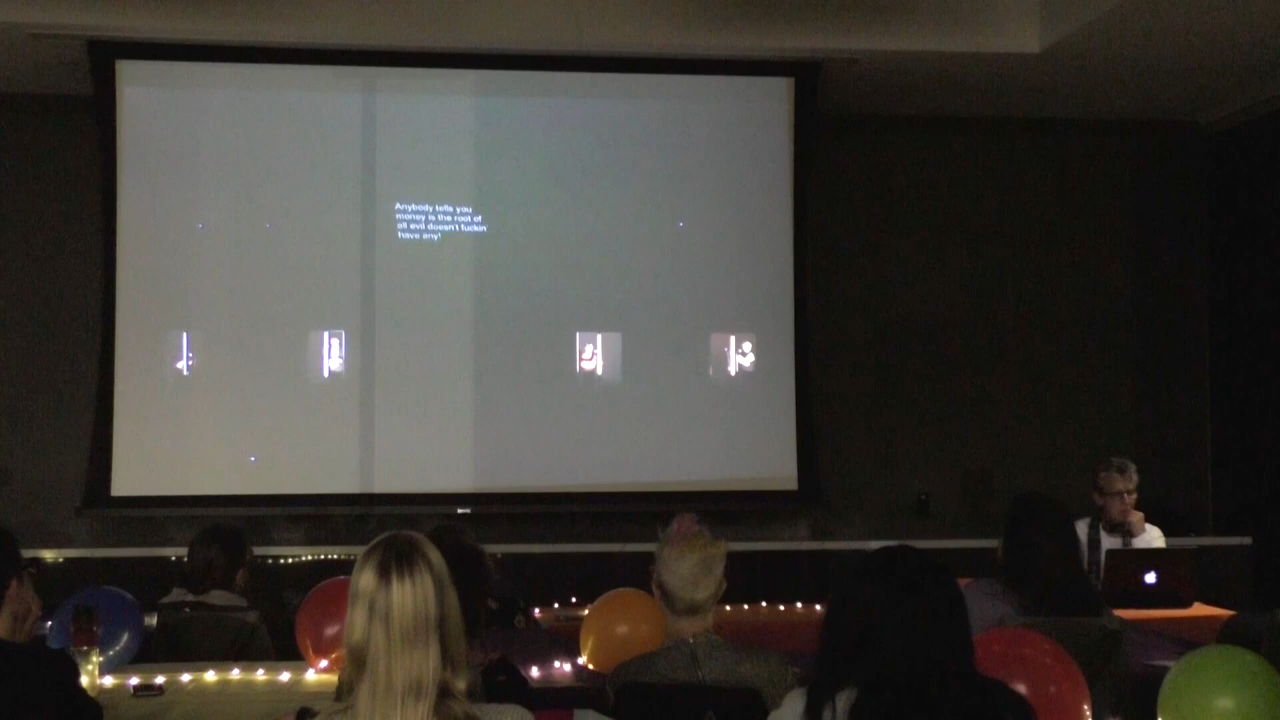 Anybody tells you
money is the root of
all evil doesn't fuckin'
have any!